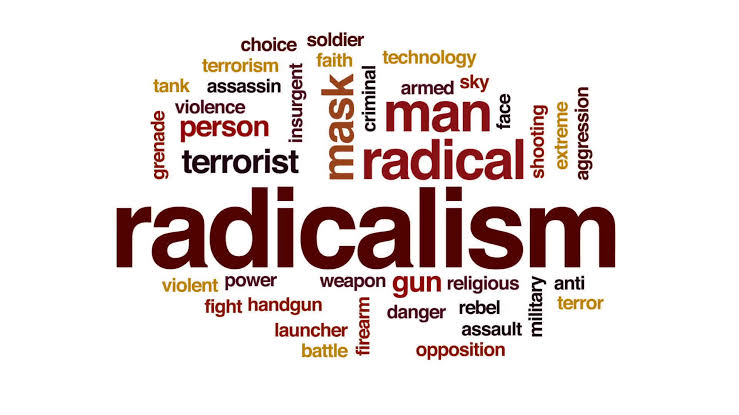 choice
soldier
terrorism
faith
technology
tank
assassin
insurgent
mask
criminal
armed
sky
violence
man
face
grenade
person
shooting
extreme
aggression
terrorist
radical
radicalism
violent
power
weapon
gun
religious
military
anti
fight
handgun
firearm
danger
rebel
terror
launcher
assault
battle
opposition